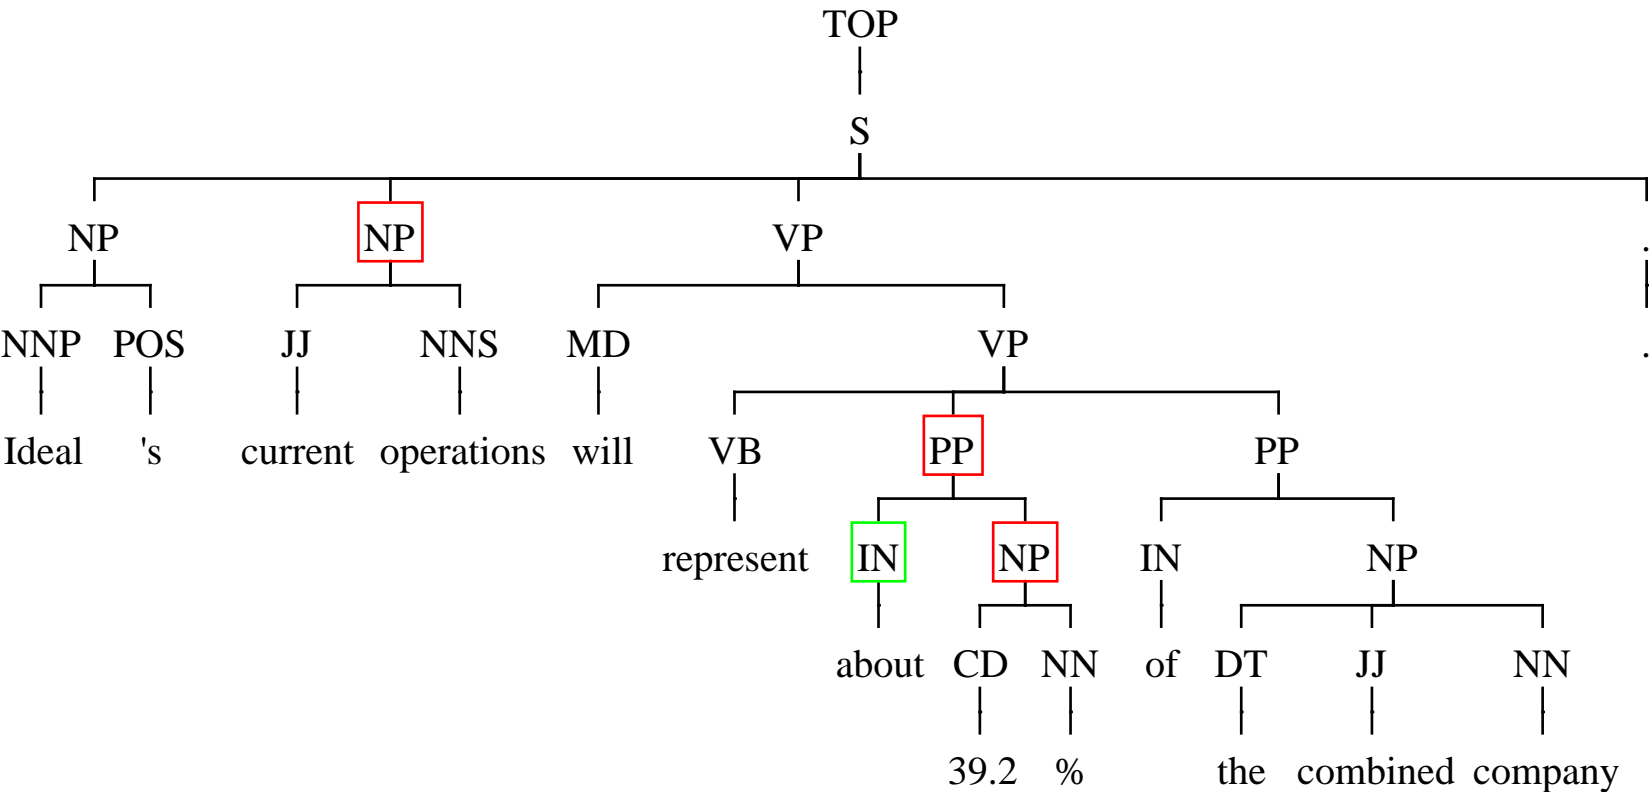 TOP
S
NP NP VP .
NNP POS JJ NNS MD VP .
Ideal 's current operations will VB PP PP
represent IN NP IN NP
about CD NN of DT JJ NN
39.2 % the combined company